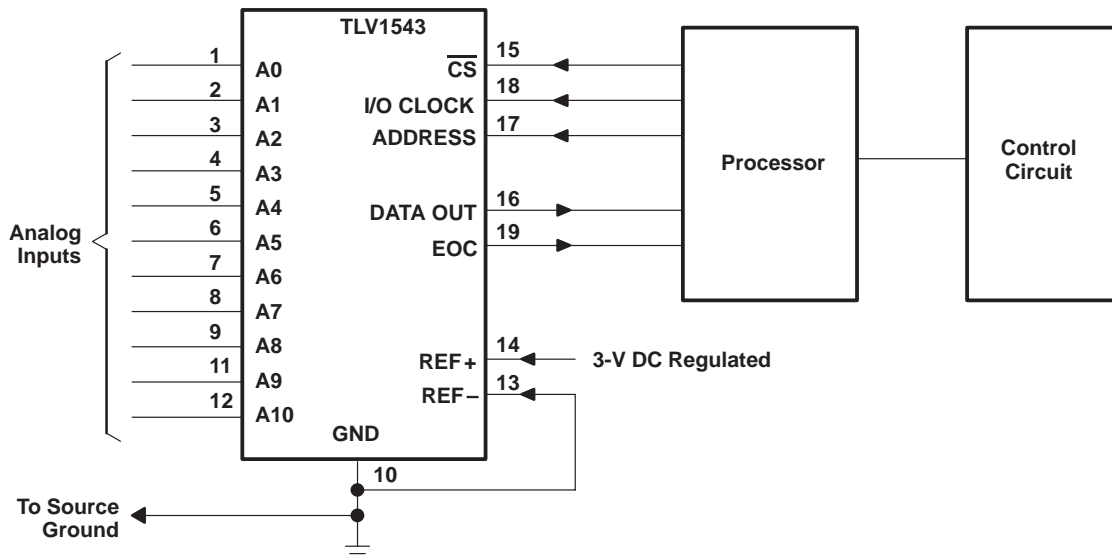 TLV1543
Analog
Inputs
1
A0
2
A1
3
A2
4
A3
5
A4
6
A5
7
A6
8
A7
9
A8
11
A9
12
A10
CS
15
I/O CLOCK
18
ADDRESS
17
DATA OUT
16
EOC
19
REF+
14
3-V DC Regulated
REF–
13
GND
10
To Source
Ground
Processor
Control
Circuit